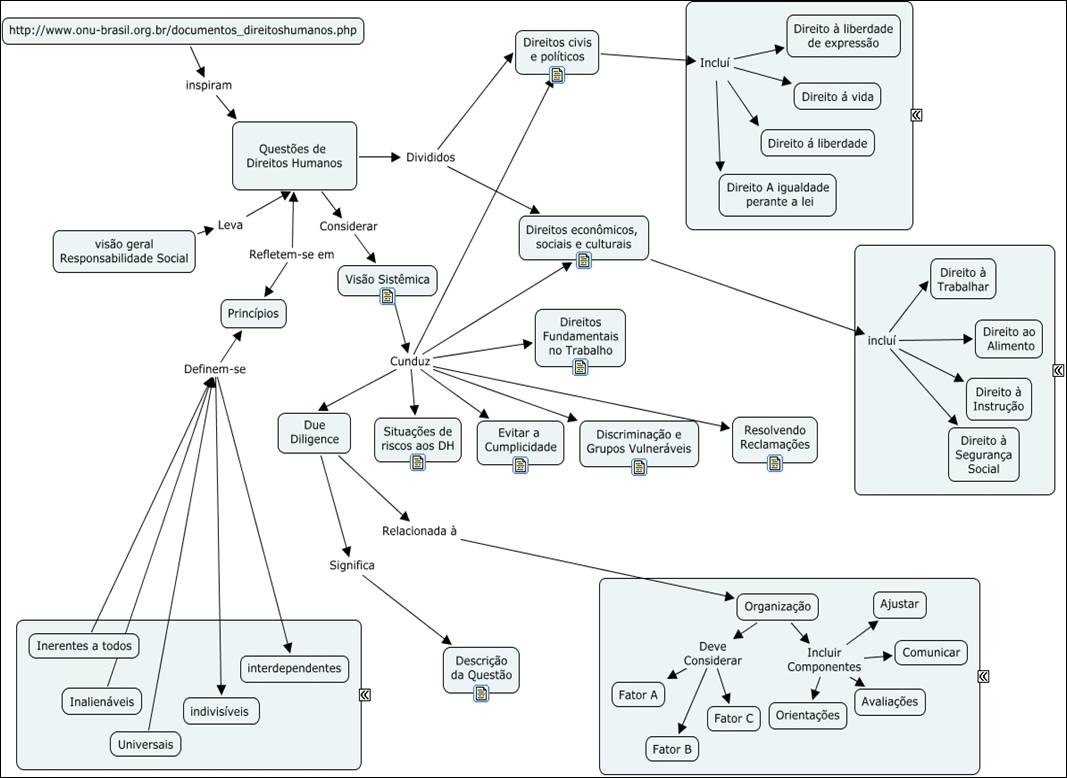 http://www.onu-brasil.org.br/documentos_direitoshumanos.php
inspiram
Questões de
Direitos Humanos
Divididos
Direitos civis
e políticos
Incluí
Direito à liberdade
de expressão
Direito á vida
Direito á liberdade
Direito A igualdade
perante a lei
Leva
visão geral
Responsabilidade Social
Considerar
Refletem-se em
Visão Sistêmica
Direitos econômicos,
sociais e culturais
incluí
Direito à
Trabalhar
Direito ao
Alimento
Direito à
Instrução
Direito à
Segurança
Social
Princípios
Definem-se
Cunduz
Direitos
Fundamentais
no Trabalho
Due
Diligence
Situações de
riscos aos DH
Evitar a
Cumplicidade
Discriminação e
Grupos Vulneráveis
Resolvendo
Reclamações
Relacionada à
Significa
Descrição
da Questão
Inerentes a todos
interdependentes
Inalienáveis
indivisíveis
Universais
Organização
Ajustar
Deve
Considerar
Incluir
Componentes
Comunicar
Fator A
Fator C
Fator B
Orientações
Avaliações